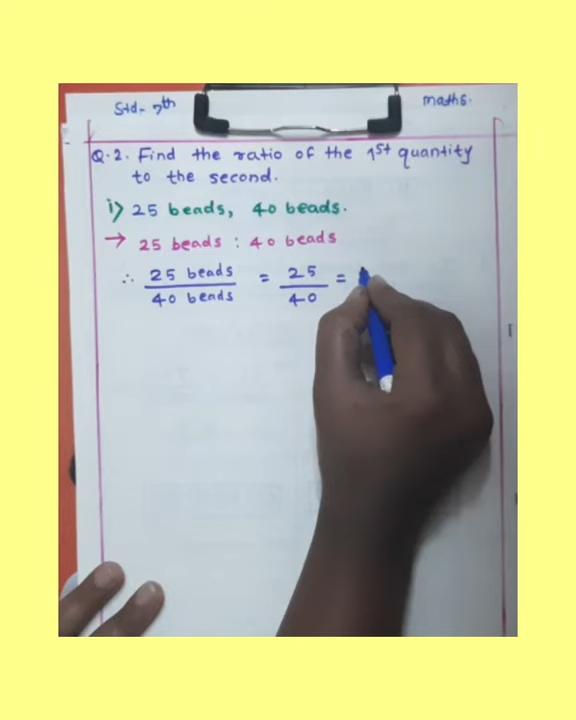 Std- 7th
maths.
Q.2. Find the ratio of the 1st quantity
to the second.
i) 25 beads, 40 beads.
→ 25 beads : 40 beads
∴ 25 beads / 40 beads = 25 / 40 =